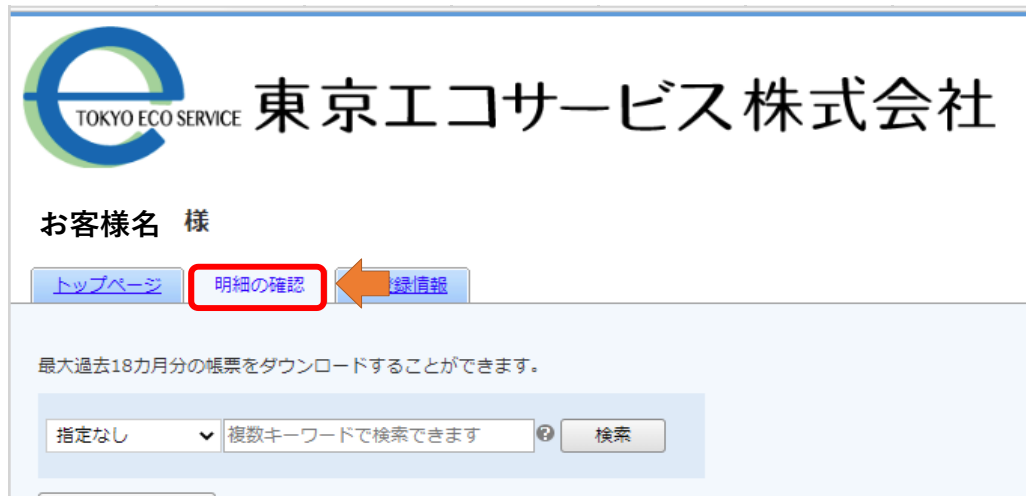 TOKYO ECO SERVICE 東京エコサービス株式会社
お客様名 様
トップページ 明細の確認 録情報
最大過去18カ月分の帳票をダウンロードすることができます。
指定なし 複数キーワードで検索できます ? 検索